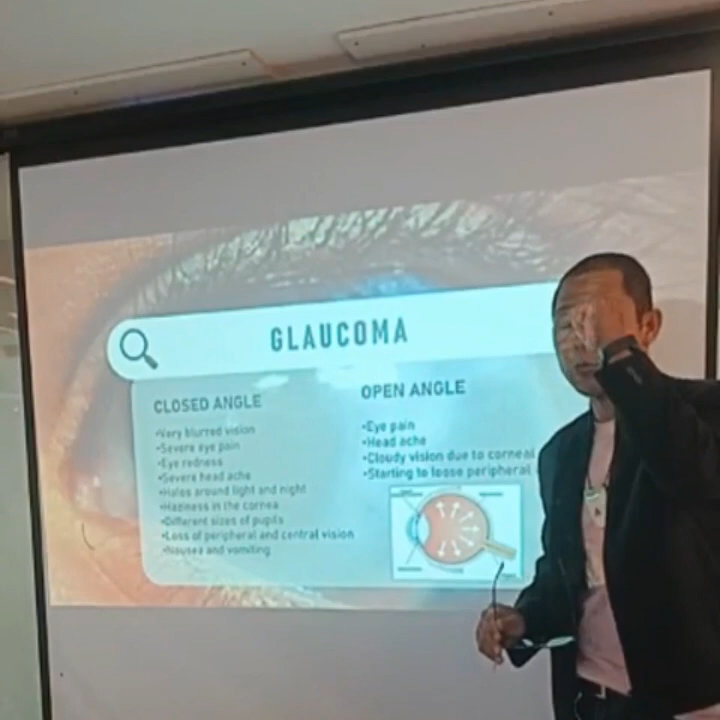 GLAUCOMA
CLOSED ANGLE
•Very blurred vision
•Severe eye pain
•Eye redness
•Severe head ache
•Halos around light and night
•Haziness in the cornea
•Different sizes of pupils
•Loss of peripheral and central vision
•Nausea and vomiting
OPEN ANGLE
•Eye pain
•Head ache
•Cloudy vision due to corneal
•Starting to loose peripheral